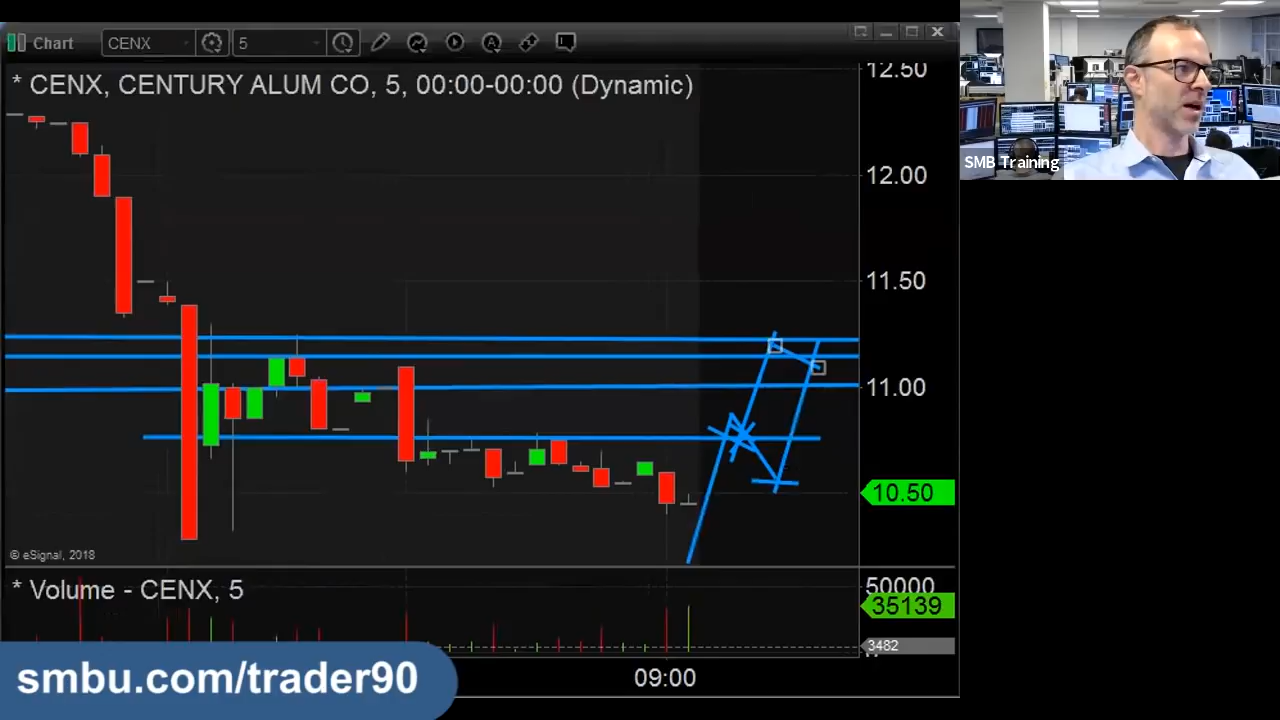 Chart
CENX
5
* CENX, CENTURY ALUM CO, 5, 00:00-00:00 (Dynamic)
12.50
12.00
11.50
11.00
10.50
© eSignal, 2018
* Volume - CENX, 5
50000
35139
3482
09:00
smbu.com/trader90
SMB Training